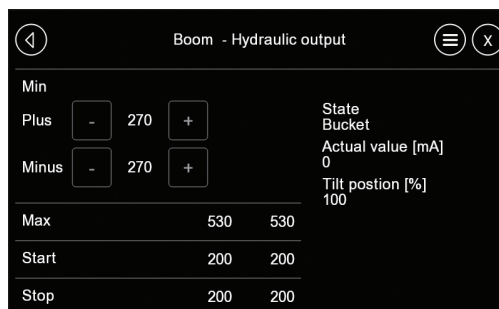 Boom - Hydraulic output
X
Min
Plus - 270 +
Minus - 270 +
Max 530 530
Start 200 200
Stop 200 200
State
Bucket
Actual value [mA]
0
Tilt postion [%]
100